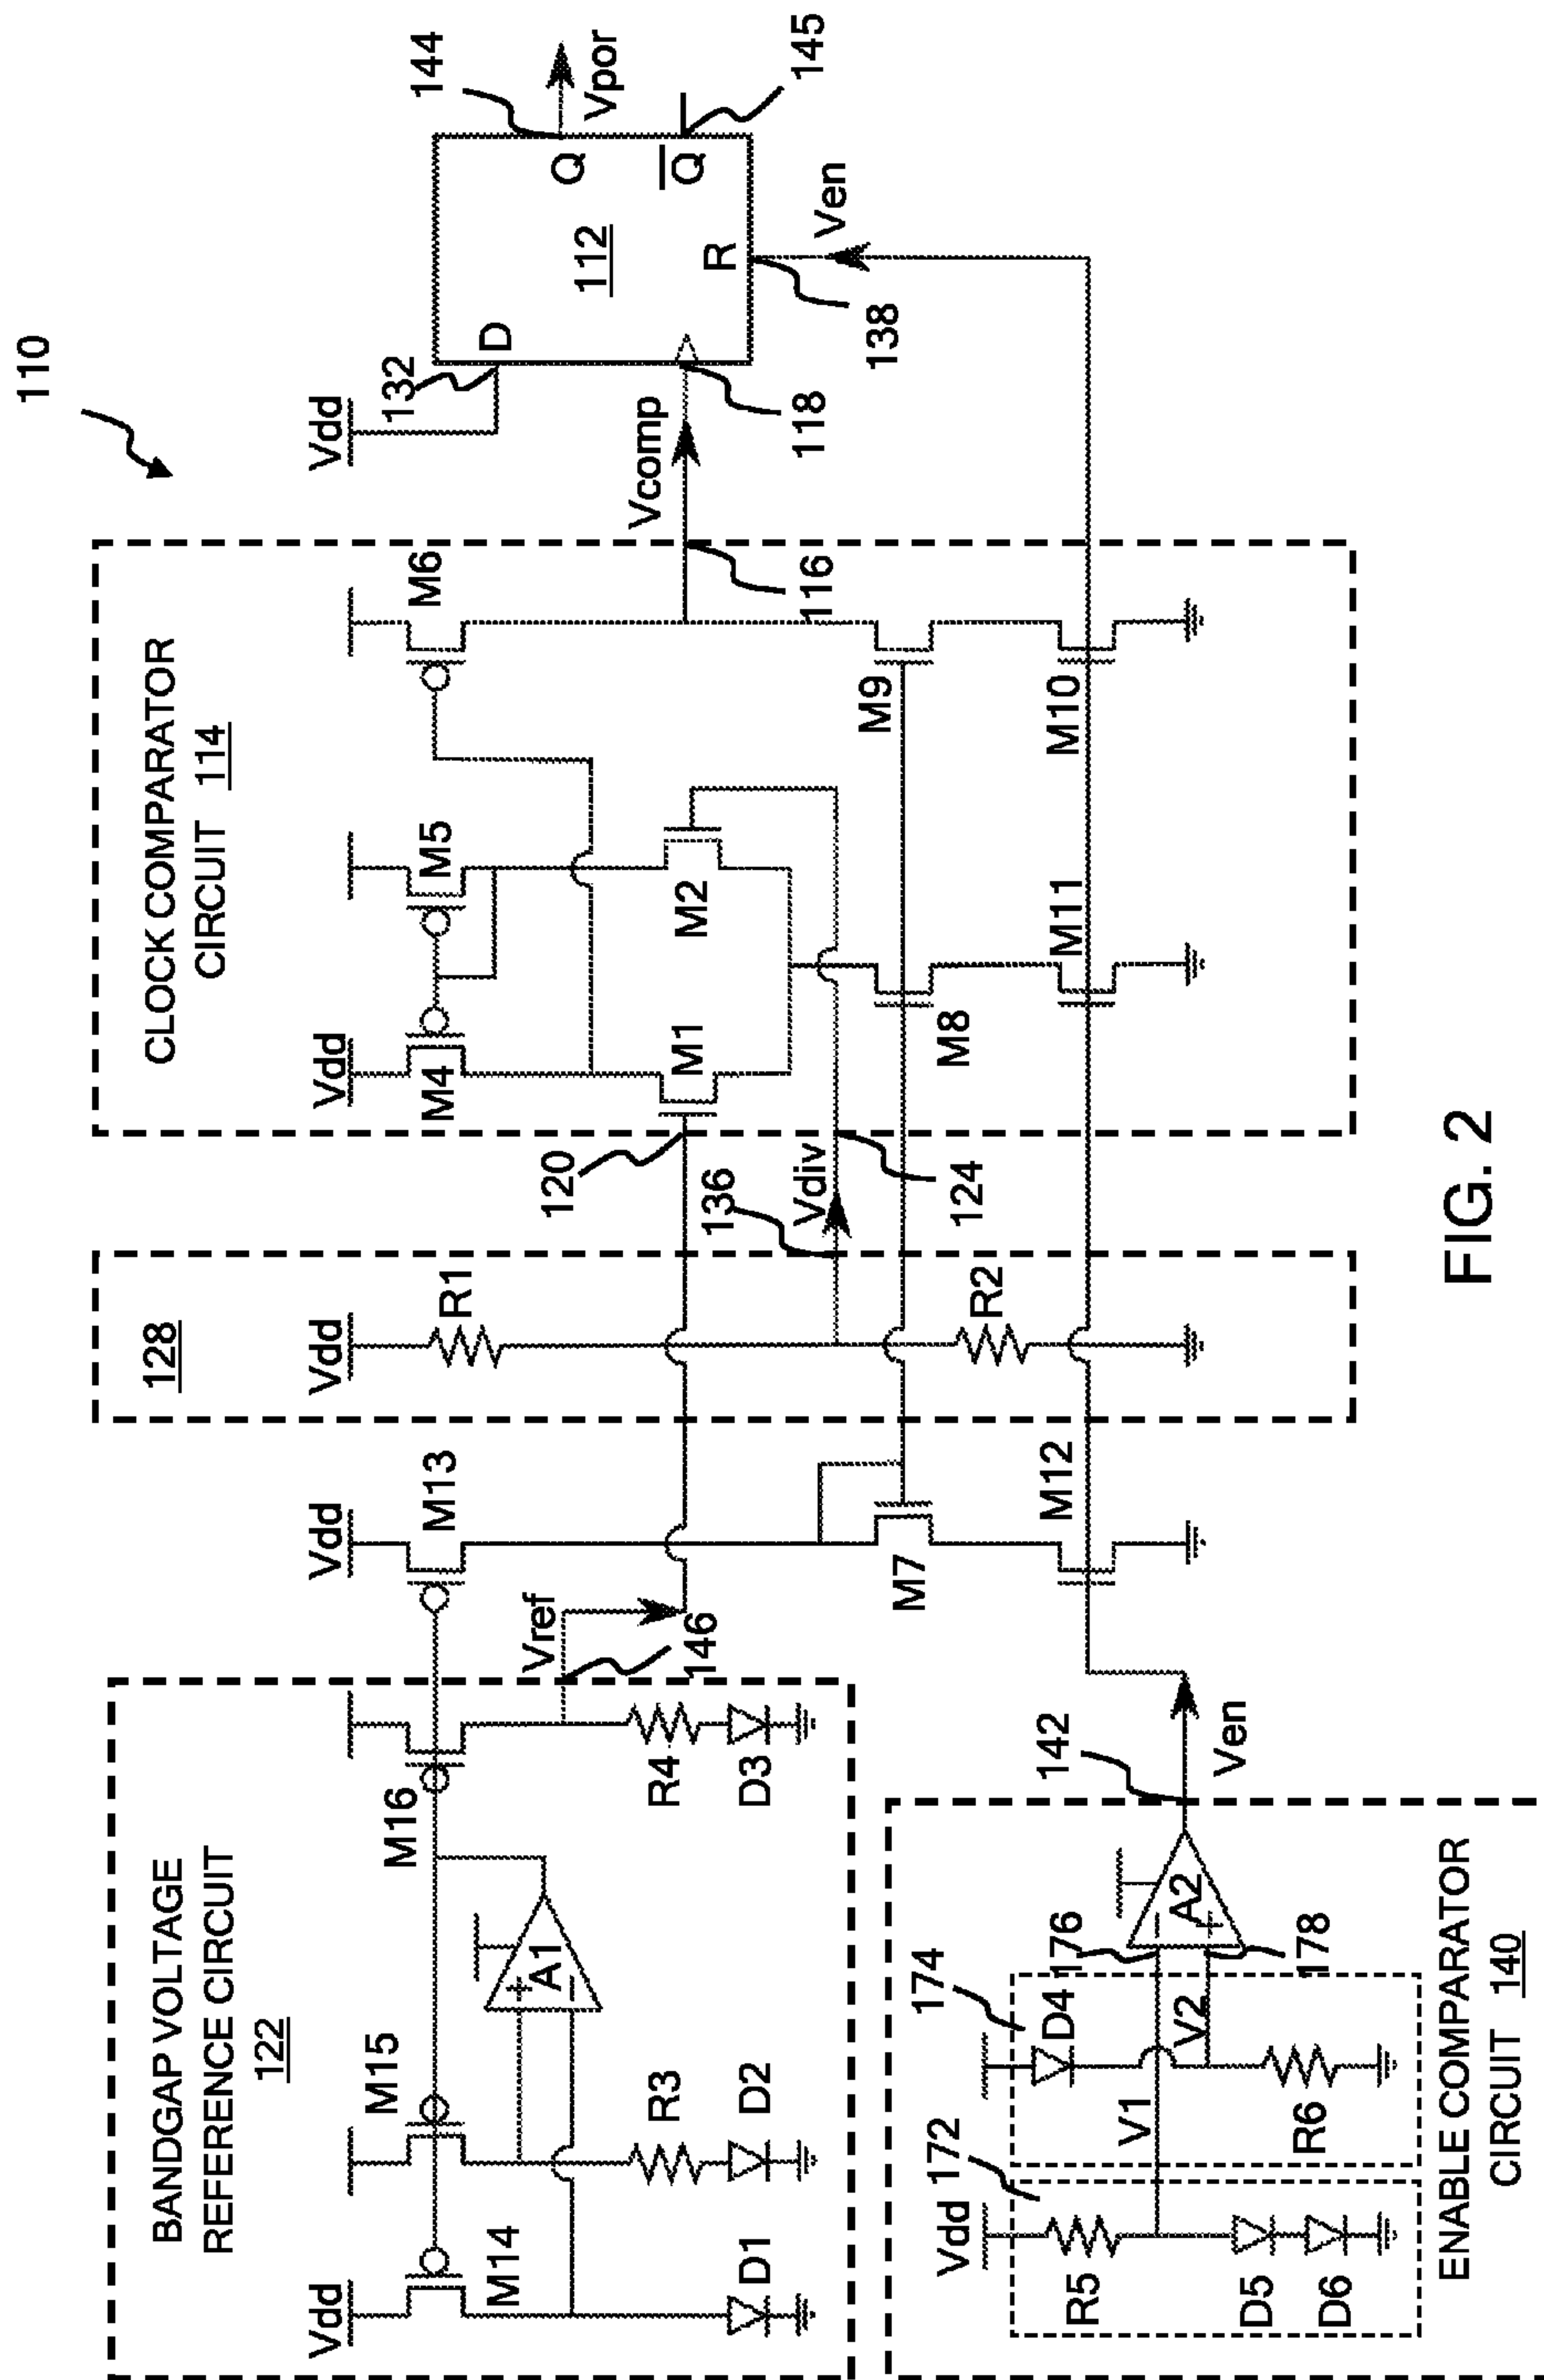 110
BANDGAP VOLTAGE
REFERENCE CIRCUIT
122
Vdd
M14
M15
M16
A1
+
−
R3
D1
D2
R4
D3
Vref
146
Vdd
M13
M7
M12
128
Vdd
R1
R2
136
Vdiv
CLOCK COMPARATOR
CIRCUIT 114
Vdd
M4
M5
M6
M1
M2
120
124
M8
M9
M11
M10
116
Vcomp
Vdd
132
D
118
112
Q
Q
R
144
Vpor
145
138
Ven
172
Vdd
R5
D5
D6
V1
174
D4
V2
R6
176
178
−
+
A2
142
Ven
ENABLE COMPARATOR
CIRCUIT 140
FIG. 2